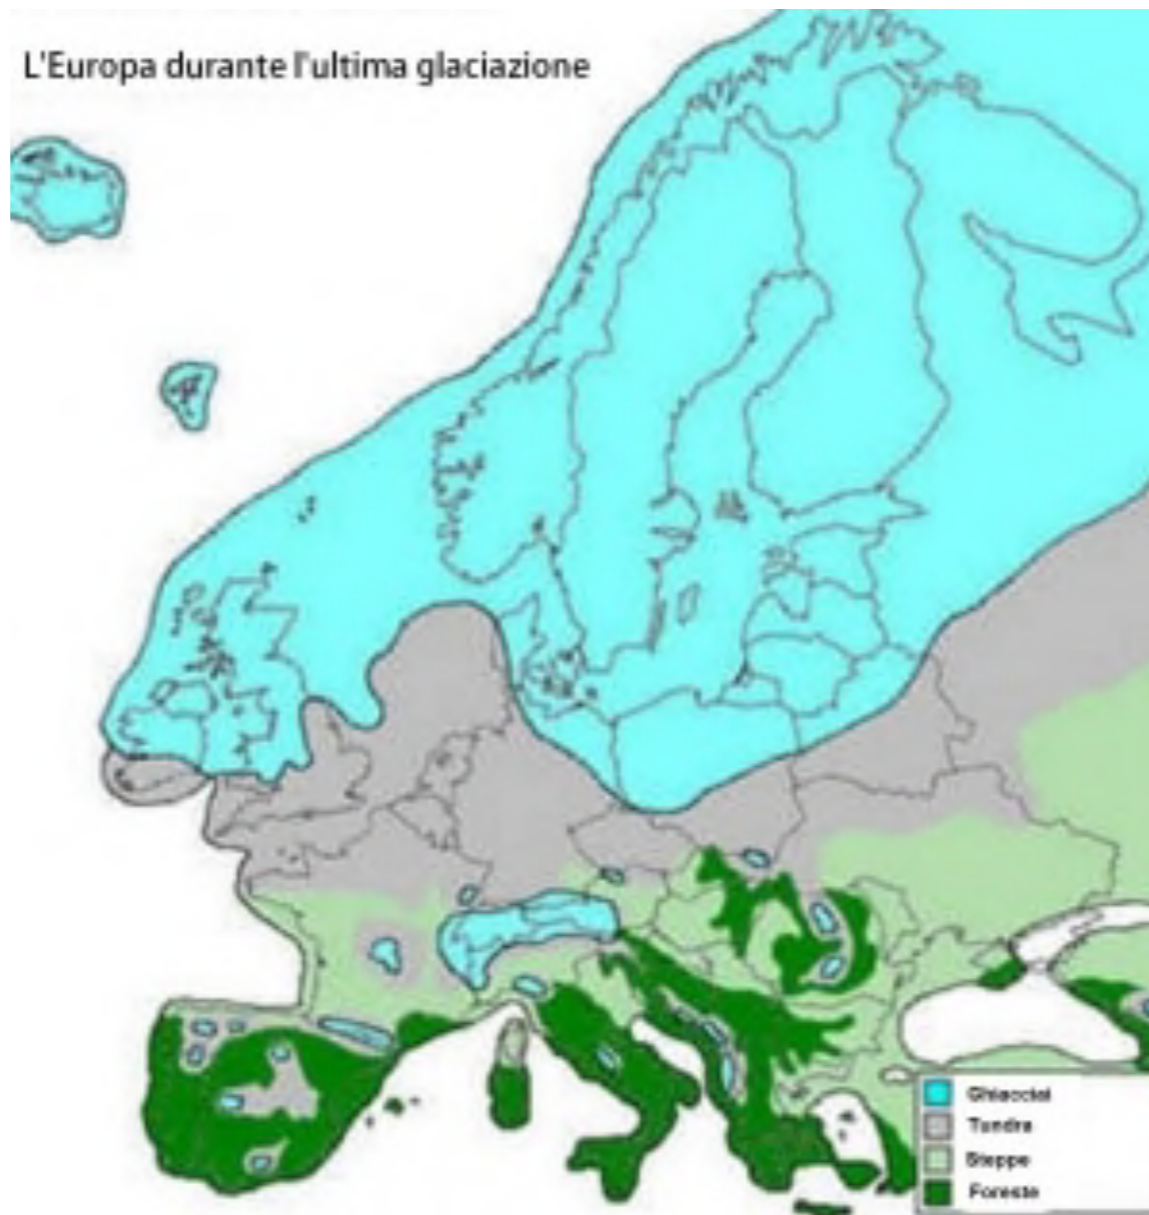 L'Europa durante l'ultima glaciazione
Ghiacciai
Tundra
Steppe
Foreste